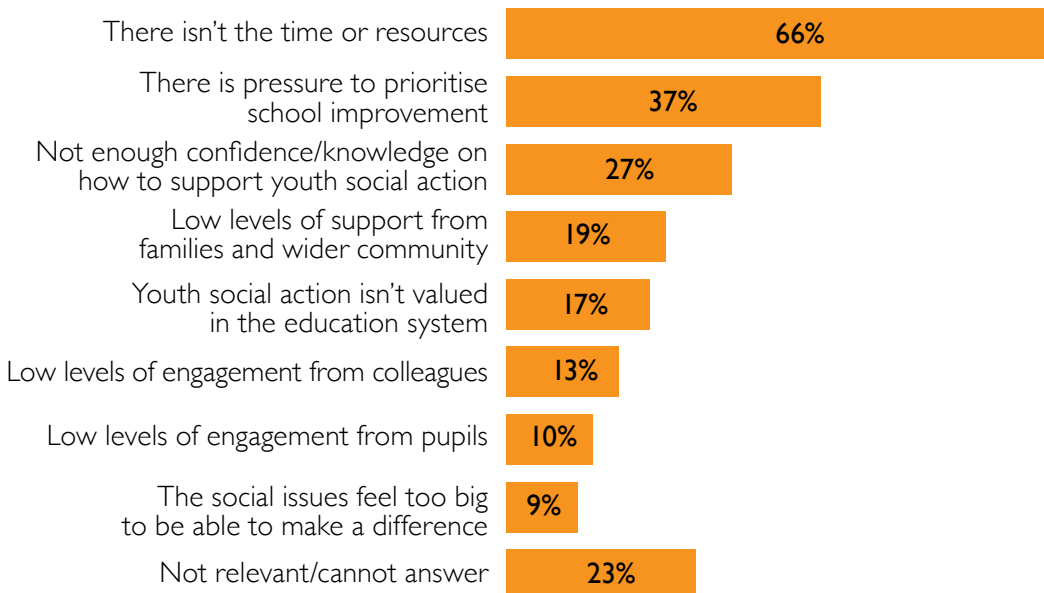 There isn’t the time or resources
66%
There is pressure to prioritise
school improvement
37%
Not enough confidence/knowledge on
how to support youth social action
27%
Low levels of support from
families and wider community
19%
Youth social action isn’t valued
in the education system
17%
Low levels of engagement from colleagues
13%
Low levels of engagement from pupils
10%
The social issues feel too big
to be able to make a difference
9%
Not relevant/cannot answer
23%